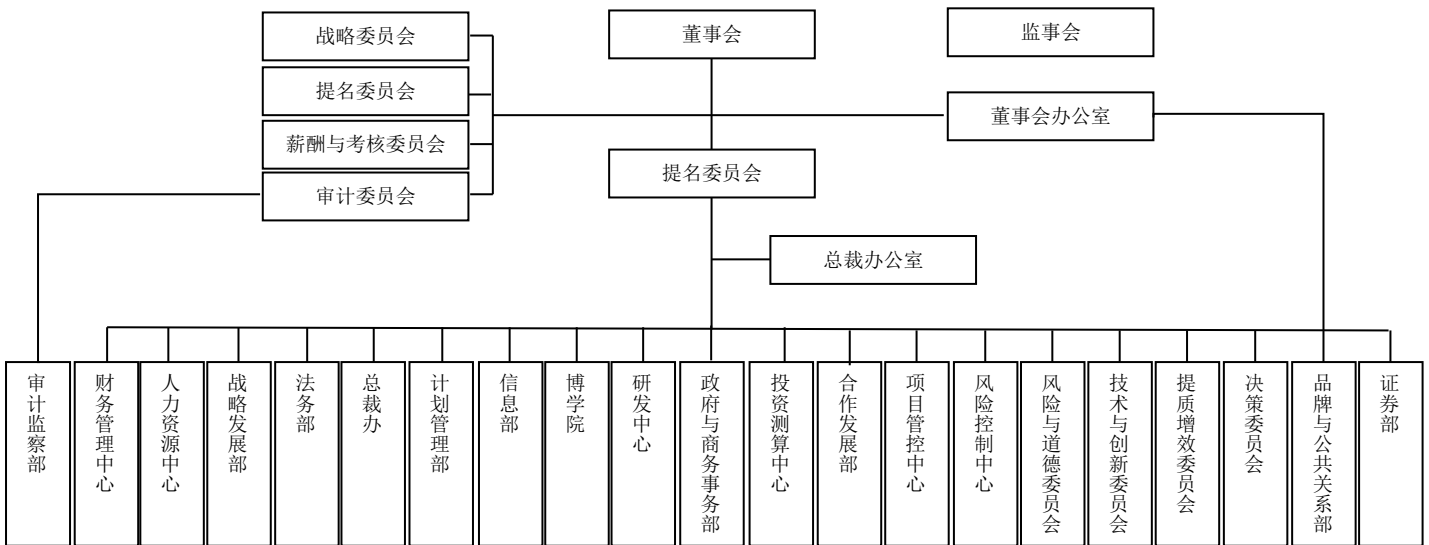 战略委员会
董事会
监事会
提名委员会
董事会办公室
薪酬与考核委员会
提名委员会
审计委员会
总裁办公室
审计监察部
财务管理中心
人力资源中心
战略发展部
法务部
总裁办
计划管理部
信息部
博学院
研发中心
政府与商务事务部
投资测算中心
合作发展部
项目管控中心
风险控制中心
风险与道德委员会
技术与创新委员会
提质增效委员会
决策委员会
品牌与公共关系部
证券部